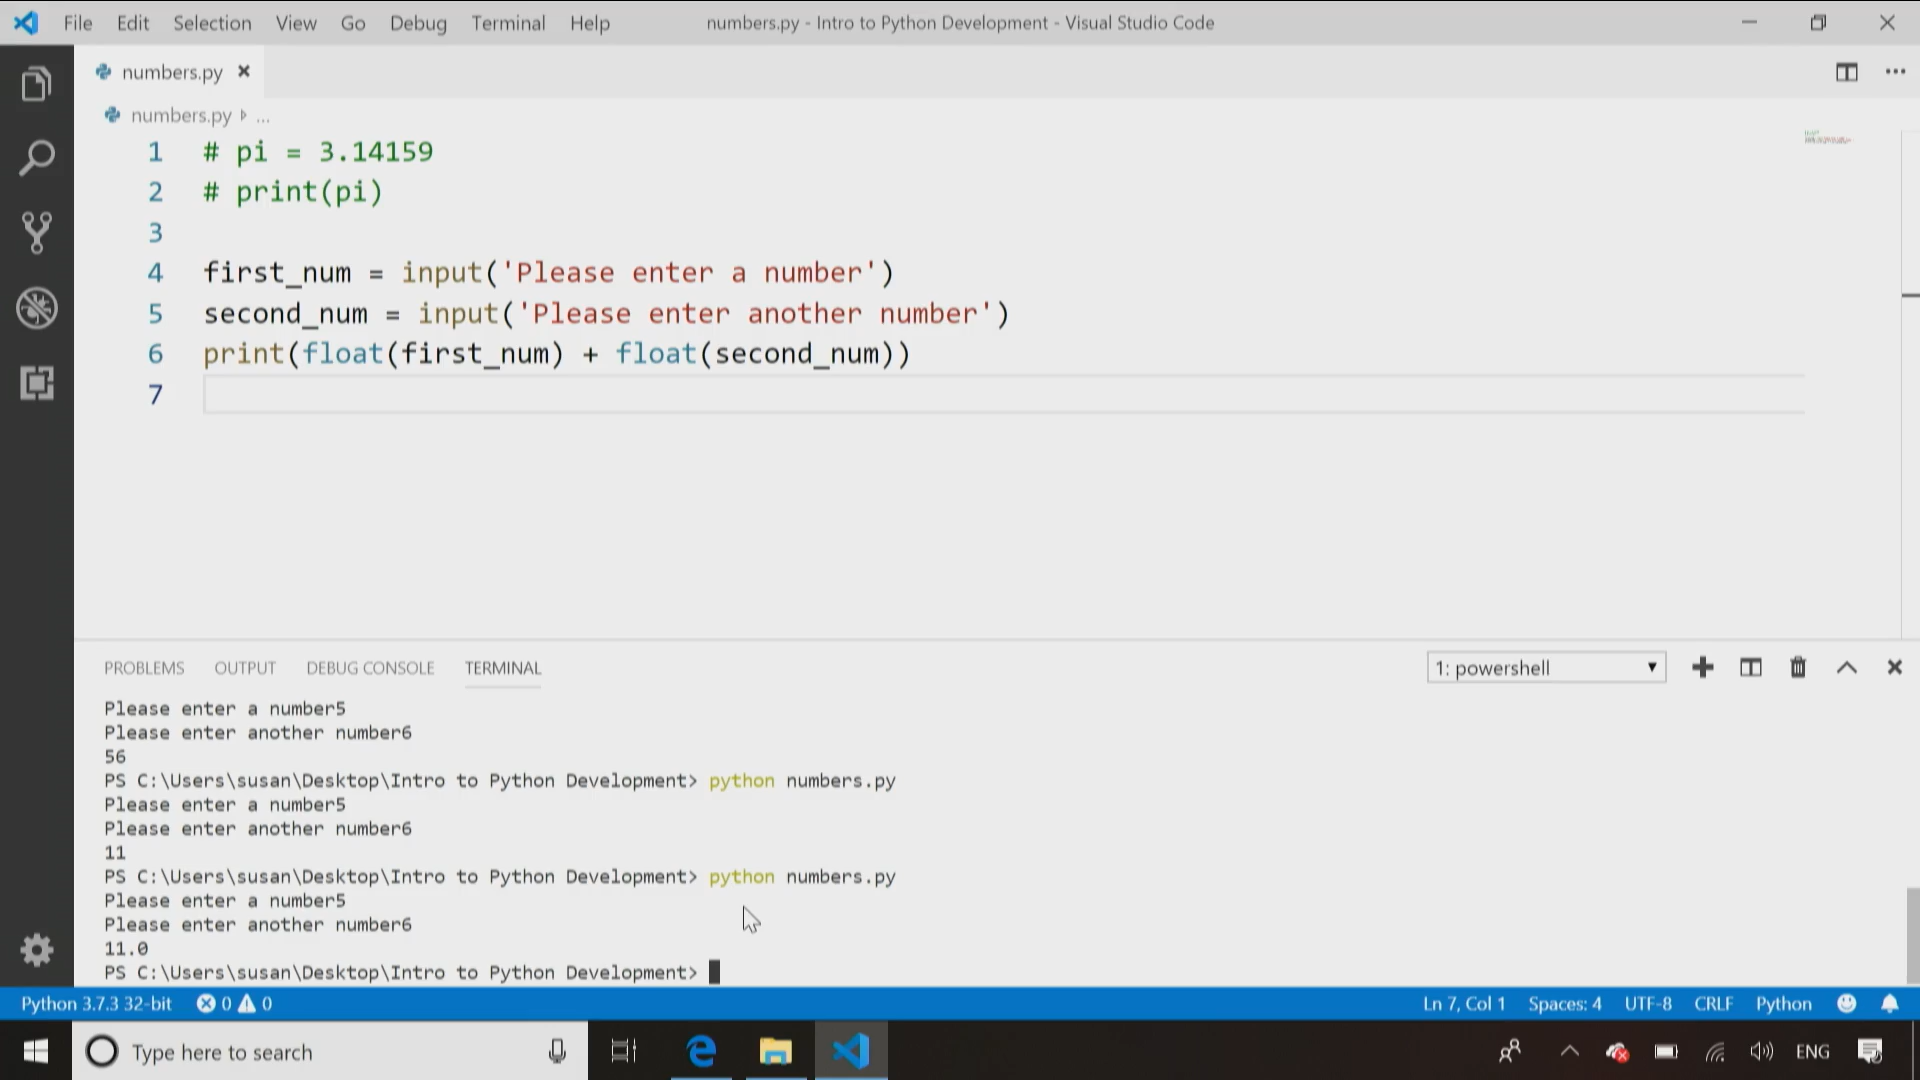 File Edit Selection View Go Debug Terminal Help numbers.py - Intro to Python Development - Visual Studio Code
numbers.py
numbers.py ...
1 # pi = 3.14159
2 # print(pi)
3
4 first_num = input('Please enter a number')
5 second_num = input('Please enter another number')
6 print(float(first_num) + float(second_num))
7
PROBLEMS OUTPUT DEBUG CONSOLE TERMINAL 1: powershell
Please enter a number5
Please enter another number6
56
PS C:\Users\susan\Desktop\Intro to Python Development> python numbers.py
Please enter a number5
Please enter another number6
11
PS C:\Users\susan\Desktop\Intro to Python Development> python numbers.py
Please enter a number5
Please enter another number6
11.0
PS C:\Users\susan\Desktop\Intro to Python Development>
Python 3.7.3 32-bit 0 0 Ln 7, Col 1 Spaces: 4 UTF-8 CRLF Python
Type here to search ENG